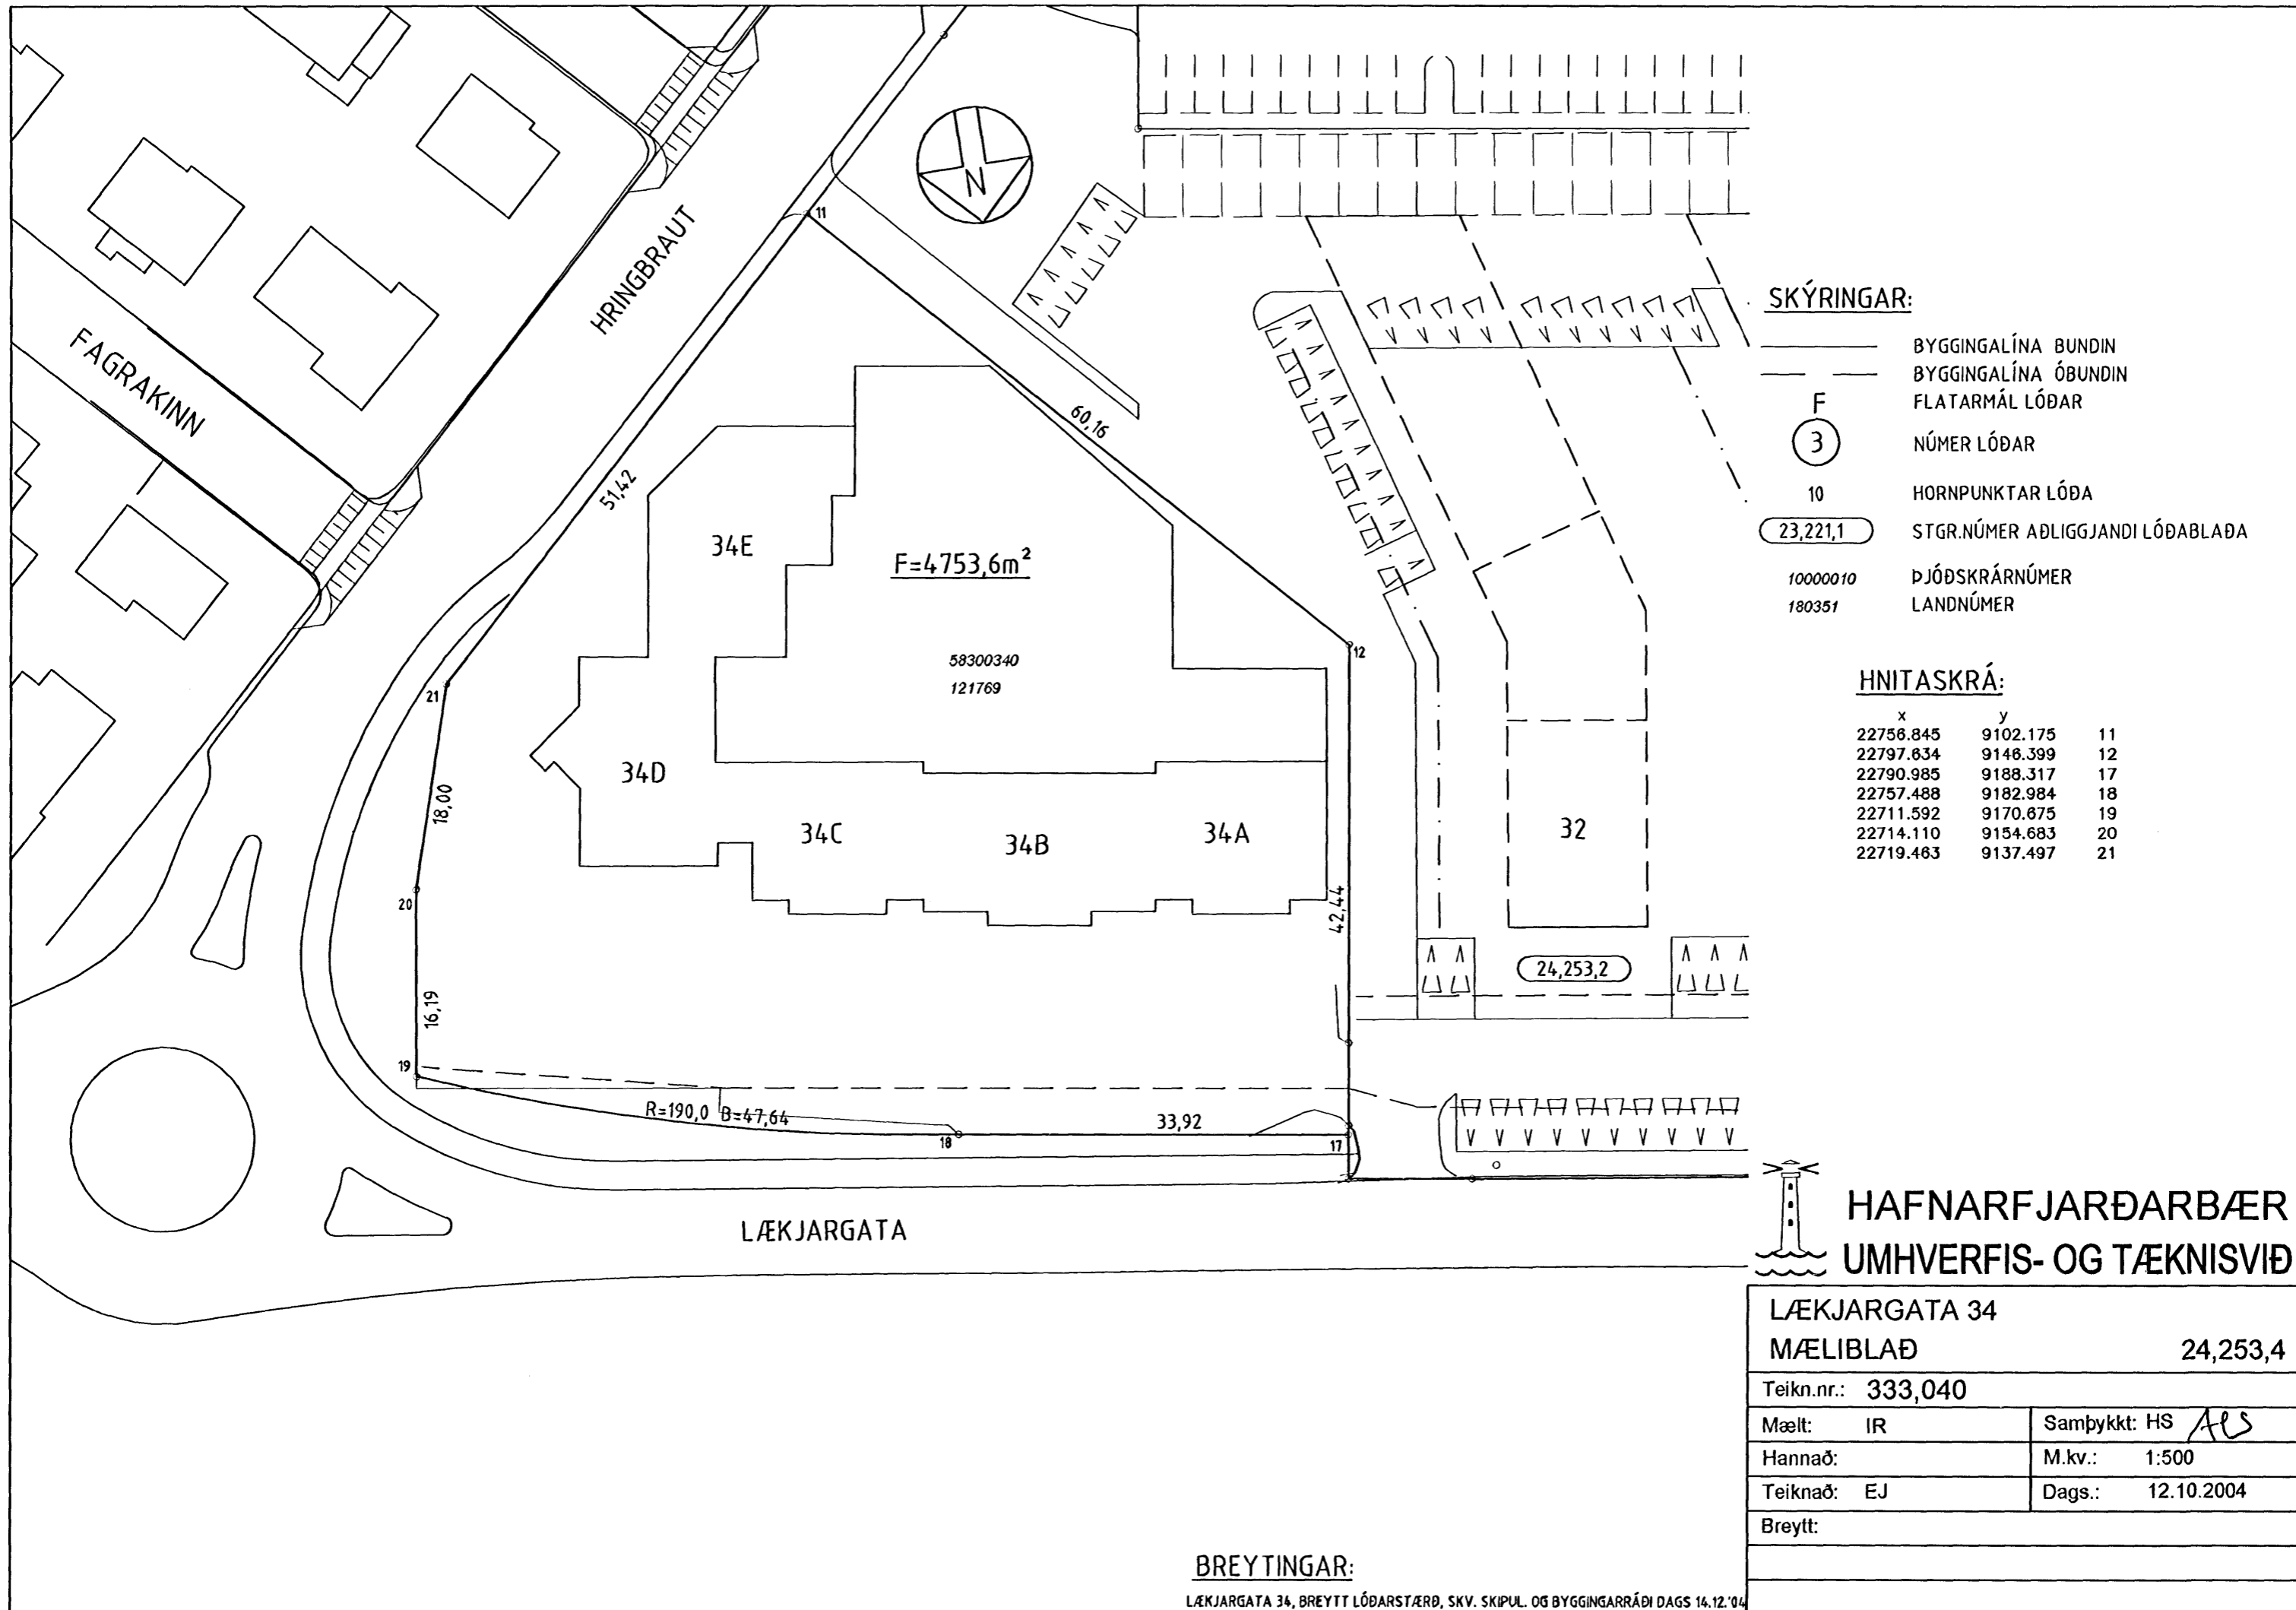 HRINGBRAUT
FAGRAKINN
N
11
60,16
51,42
34E
F=4753,6m²
58300340
121769
12
21
34D
18,00
34C
34B
34A
32
20
42,44
24,253,2
16,19
19
R=190,0 B=47,64
33,92
18
17
LÆKJARGATA
SKÝRINGAR:
BYGGINGALÍNA BUNDIN
BYGGINGALÍNA ÓBUNDIN
F FLATARMÁL LÓÐAR
3 NÚMER LÓÐAR
10 HORNPUNKTAR LÓÐA
23,221,1 STGR.NÚMER AÐLIGGJANDI LÓÐABLAÐA
10000010 ÞJÓÐSKRÁRNÚMER
180351 LANDNÚMER
HNITASKRÁ:
x y
22756.845 9102.175 11
22797.634 9146.399 12
22790.985 9188.317 17
22757.488 9182.984 18
22711.592 9170.675 19
22714.110 9154.683 20
22719.463 9137.497 21
HAFNARFJARÐARBÆR
UMHVERFIS- OG TÆKNISVIÐ
LÆKJARGATA 34
MÆLIBLAÐ 24,253,4
Teikn.nr.: 333,040
Mælt: IR Samþykkt: HS
Hannað: M.kv.: 1:500
Teiknað: EJ Dags.: 12.10.2004
Breytt:
BREYTINGAR:
LÆKJARGATA 34, BREYTT LÓÐARSTÆRÐ, SKV. SKIPUL. OG BYGGINGARRÁÐI DAGS 14.12.'04